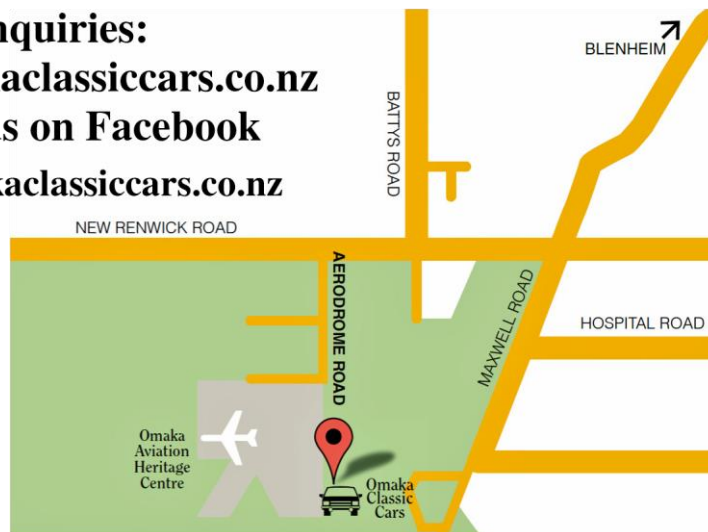 nquiries:
aclassiccars.co.nz
us on Facebook
kaclassiccars.co.nz
BLENHEIM
BATTYS ROAD
NEW RENWICK ROAD
AERODROME ROAD
MAXWELL ROAD
HOSPITAL ROAD
Omaka
Aviation
Heritage
Centre
Omaka
Classic
Cars